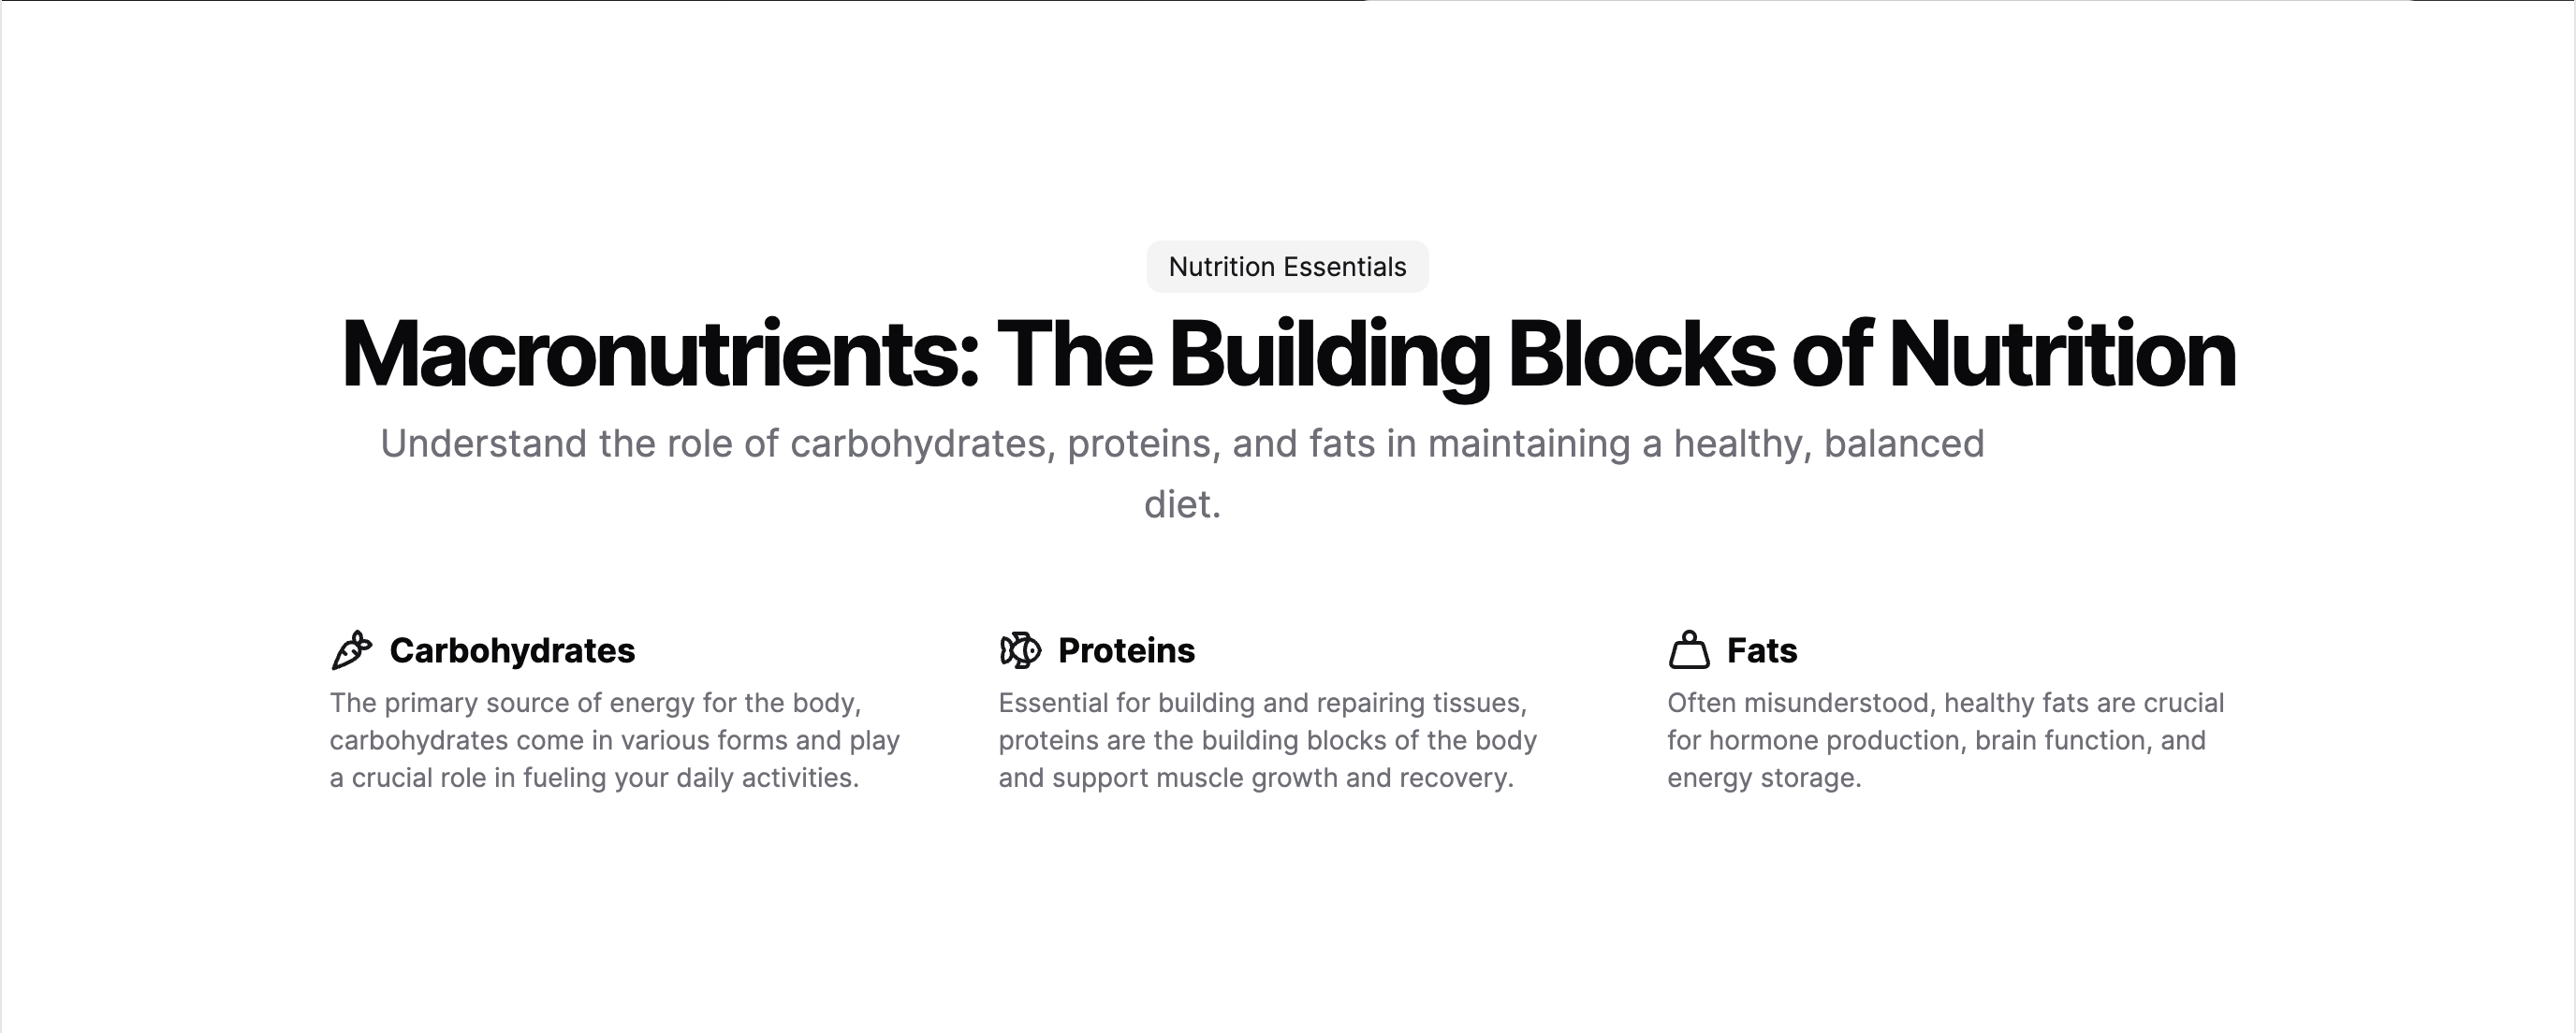 Nutrition Essentials
Macronutrients: The Building Blocks of Nutrition
Understand the role of carbohydrates, proteins, and fats in maintaining a healthy, balanced
diet.
Carbohydrates
The primary source of energy for the body,
carbohydrates come in various forms and play
a crucial role in fueling your daily activities.
Proteins
Essential for building and repairing tissues,
proteins are the building blocks of the body
and support muscle growth and recovery.
Fats
Often misunderstood, healthy fats are crucial
for hormone production, brain function, and
energy storage.